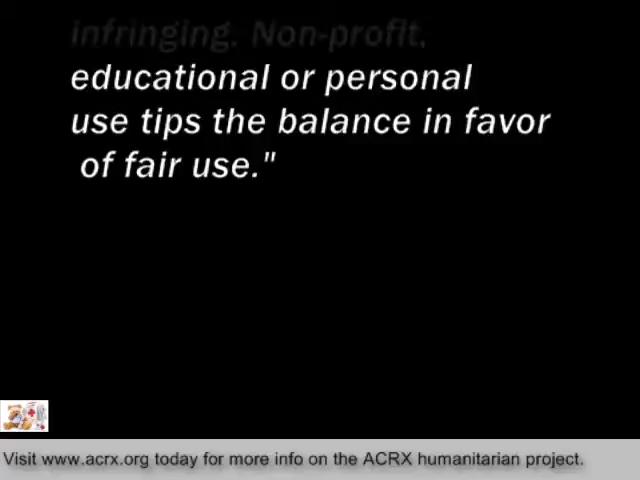 infringing. Non-profit,
educational or personal
use tips the balance in favor
of fair use."
Visit www.acrx.org today for more info on the ACRX humanitarian project.